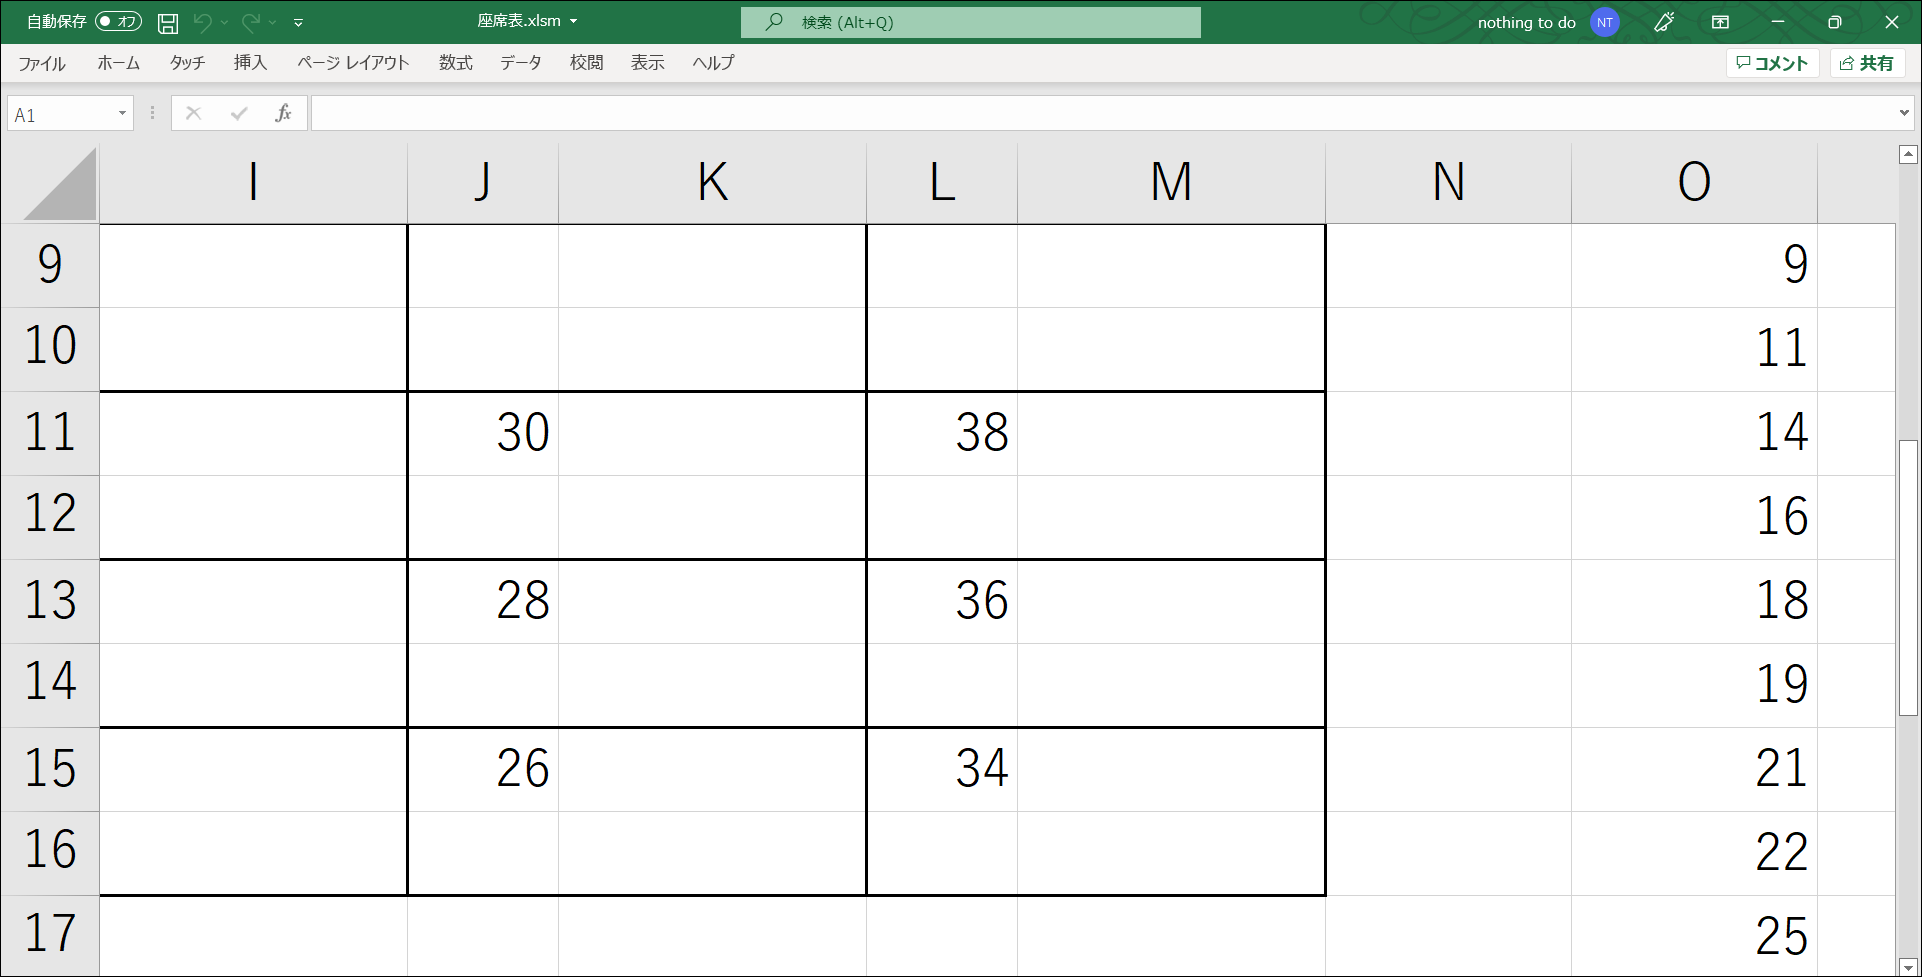 自動保存 オフ 座席表.xlsm 検索 (Alt+Q) nothing to do NT
ファイル ホーム タッチ 挿入 ページ レイアウト 数式 データ 校閲 表示 ヘルプ コメント 共有
A1 fx
I J K L M N O
9 9
10 11
11 30 38 14
12 16
13 28 36 18
14 19
15 26 34 21
16 22
17 25